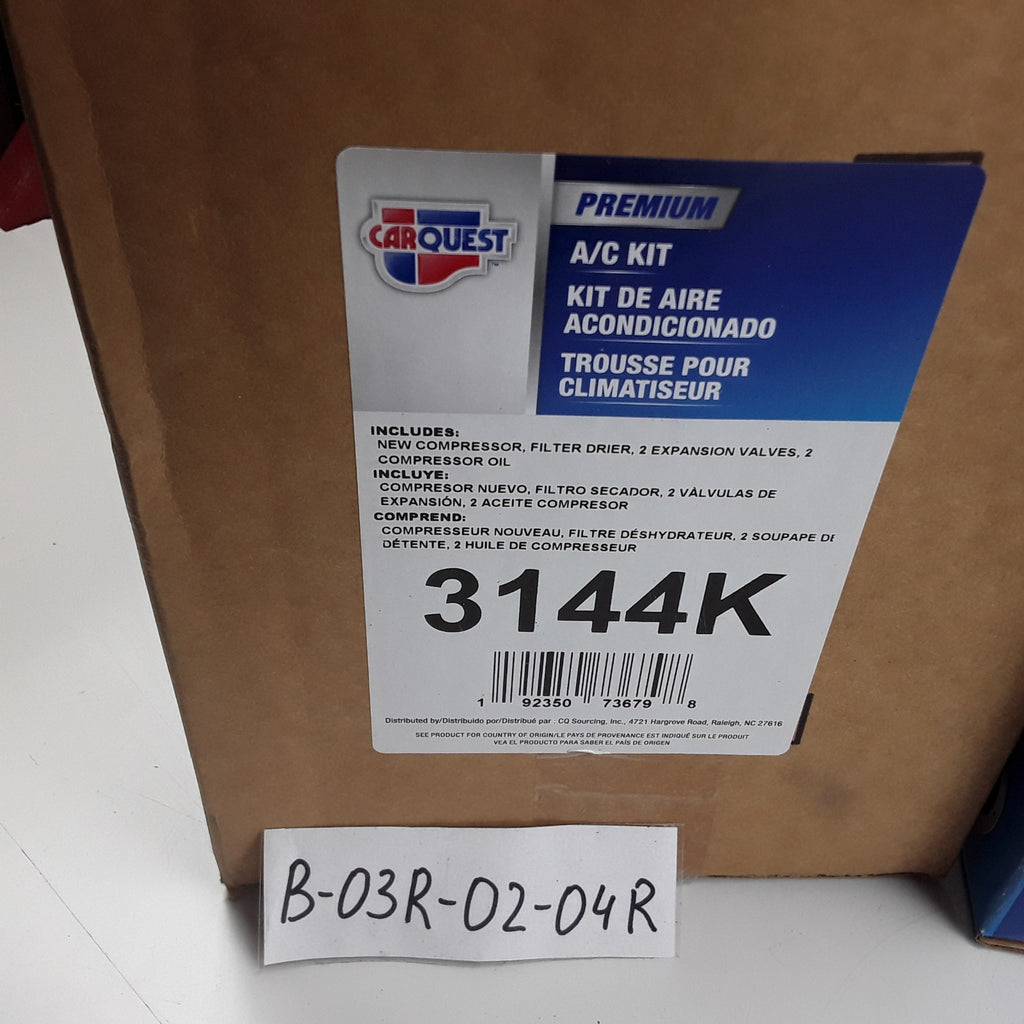 CARQUEST
PREMIUM
A/C KIT
KIT DE AIRE
ACONDICIONADO
TROUSSE POUR
CLIMATISEUR
INCLUDES:
NEW COMPRESSOR, FILTER DRIER, 2 EXPANSION VALVES, 2
COMPRESSOR OIL
INCLUYE:
COMPRESOR NUEVO, FILTRO SECADOR, 2 VÀLVULAS DE
EXPANSIÓN, 2 ACEITE COMPRESOR
COMPREND:
COMPRESSEUR NOUVEAU, FILTRE DÉSHYDRATEUR, 2 SOUPAPE DE
DÉTENTE, 2 HUILE DE COMPRESSEUR
3144K
1 92350 73679 8
Distributed by/Distribuido por/Distribué par : CQ Sourcing, Inc., 4721 Hargrove Road, Raleigh, NC 27616
SEE PRODUCT FOR COUNTRY OF ORIGIN/LE PAYS DE PROVENANCE EST INDIQUÉ SUR LE PRODUIT
VEA EL PRODUCTO PARA SABER EL PAÍS DE ORIGEN
B-03R-02-04R